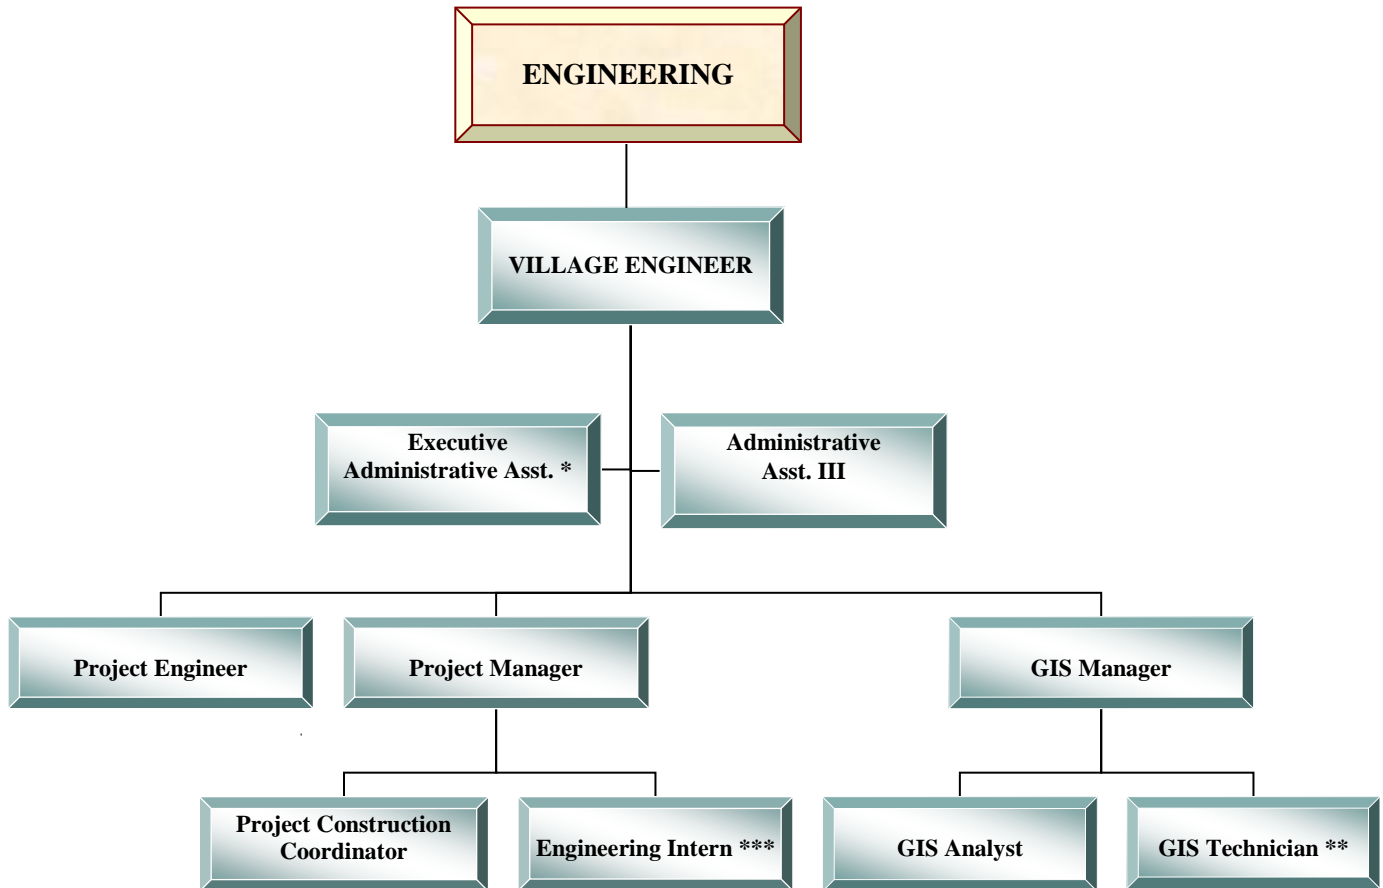 ENGINEERING
VILLAGE ENGINEER
Executive
Administrative Asst. *
Administrative
Asst. III
Project Engineer
Project Manager
GIS Manager
Project Construction
Coordinator
Engineering Intern ***
GIS Analyst
GIS Technician **